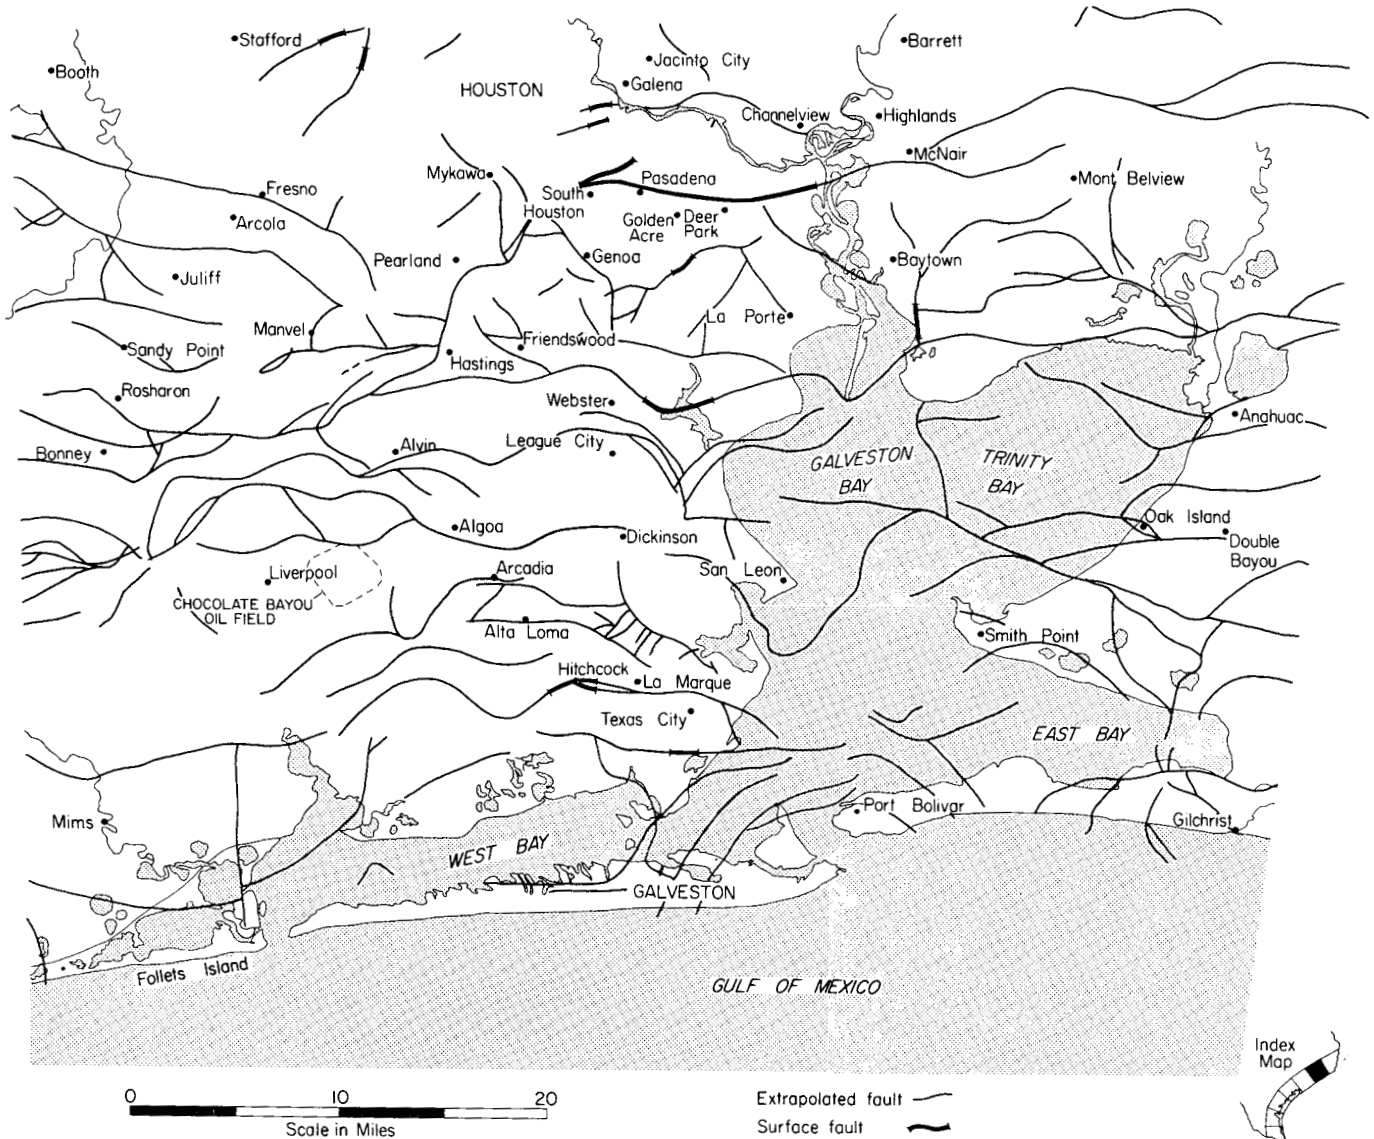 Stafford
Barrett
Jacinto City
Booth
Galena
HOUSTON
Channelview
Highlands
McNair
Mykawa
Pasadena
Mont Belview
Fresno
South
Houston
Golden
Acre
Deer
Park
Arcola
Pearland
Genoa
Baytown
Juliff
La Porte
Manvel
Friendswood
Sandy Point
Hastings
Rosharon
Webster
Anahuac
Bonney
Alvin
League City
GALVESTON
BAY
TRINITY
BAY
Algoa
Oak Island
Dickinson
Double
Bayou
Liverpool
Arcadia
San Leon
CHOCOLATE BAYOU
OIL FIELD
Alta Loma
Smith Point
Hitchcock
La Marque
Texas City
EAST BAY
Port Bolivar
Mims
Gilchrist
WEST BAY
GALVESTON
Follets Island
GULF OF MEXICO
Index
Map
0 10 20
Scale in Miles
Extrapolated fault
Surface fault